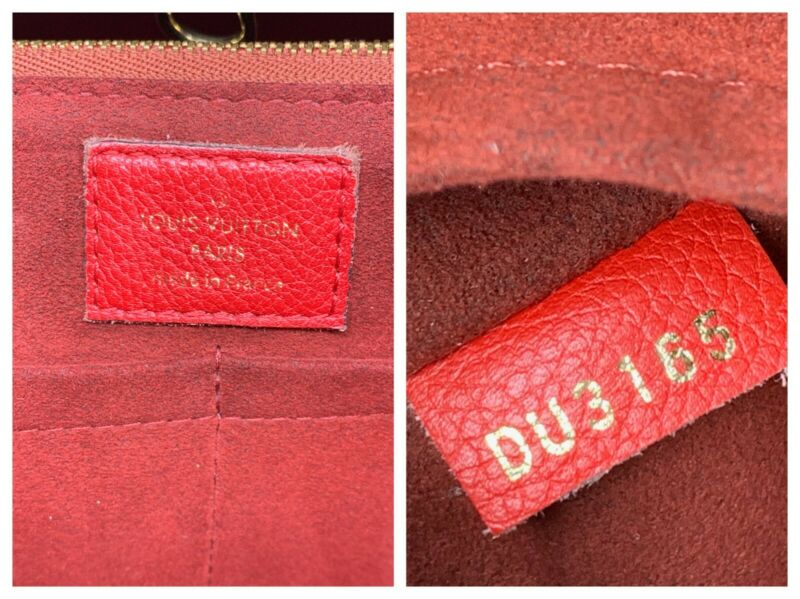 LOUIS VUITTON
PARIS
made in France
DU3165